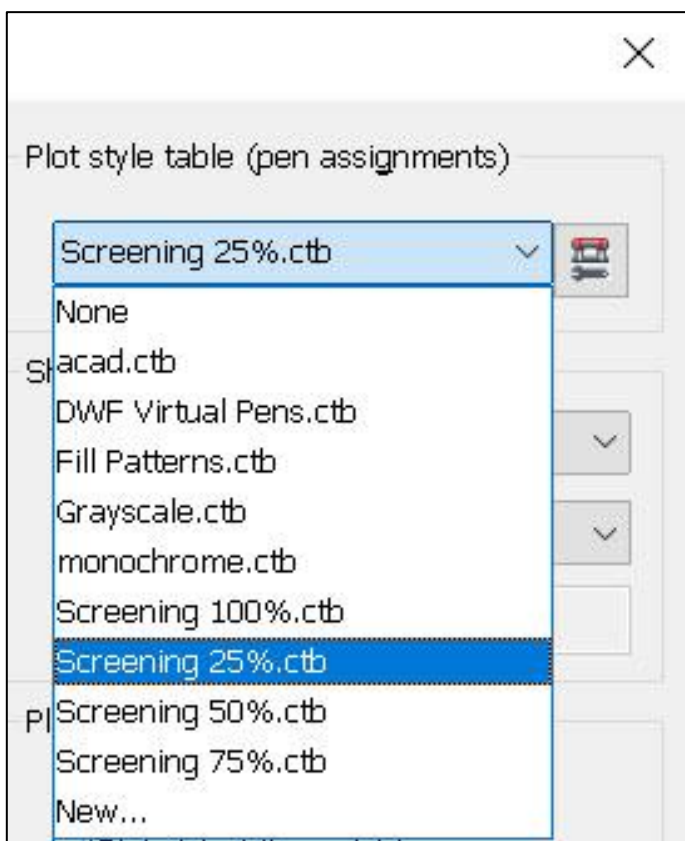 Plot style table (pen assignments)
Screening 25%.ctb
None
acad.ctb
DWF Virtual Pens.ctb
Fill Patterns.ctb
Grayscale.ctb
monochrome.ctb
Screening 100%.ctb
Screening 25%.ctb
Screening 50%.ctb
Screening 75%.ctb
New...